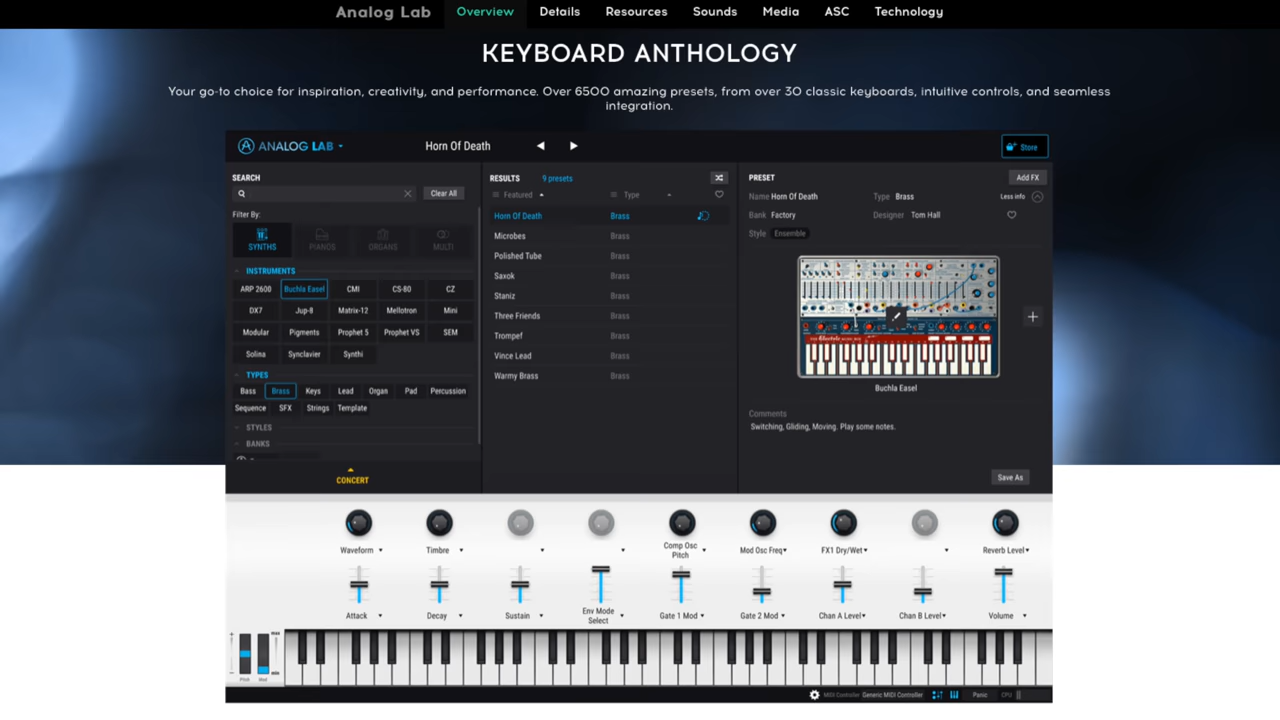 Analog Lab Overview Details Resources Sounds Media ASC Technology
KEYBOARD ANTHOLOGY
Your go-to choice for inspiration, creativity, and performance. Over 6500 amazing presets, from over 30 classic keyboards, intuitive controls, and seamless
integration.
ANALOG LAB Horn Of Death Store
SEARCH
Clear All
Filter By:
SYNTHS PIANOS ORGANS MULTI
INSTRUMENTS
ARP 2600 Buchla Easel CMI CS-80 CZ
DX7 Jup-8 Matrix-12 Mellotron Mini
Modular Pigments Prophet 5 Prophet VS SEM
Solina Synclavier Synthi
TYPES
Bass Brass Keys Lead Organ Pad Percussion
Sequence SFX Strings Template
STYLES
BANKS
CONCERT
RESULTS 9 presets
Featured Type
Horn Of Death Brass
Microbes Brass
Polished Tube Brass
Saxok Brass
Staniz Brass
Three Friends Brass
Trompef Brass
Vince Lead Brass
Warmy Brass Brass
PRESET Add FX
Name Horn Of Death Type Brass Less info
Bank Factory Designer Tom Hall
Style Ensemble
Buchla Easel
Comments
Switching, Gliding, Moving. Play some notes.
Save As
Waveform Timbre Comp Osc Pitch Mod Osc Freq FX1 Dry/Wet Reverb Level
Attack Decay Sustain Env Mode Select Gate 1 Mod Gate 2 Mod Chan A Level Chan B Level Volume
max
min
Pitch Mod
MIDI Controller Generic MIDI Controller Panic CPU